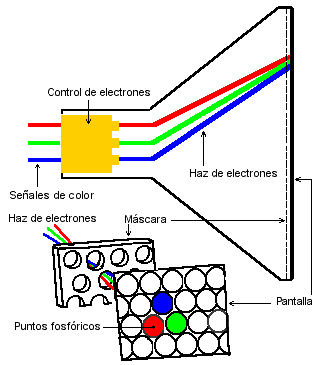 Control de electrones
Haz de electrones
Señales de color
Haz de electrones
Máscara
Pantalla
Puntos fosfóricos